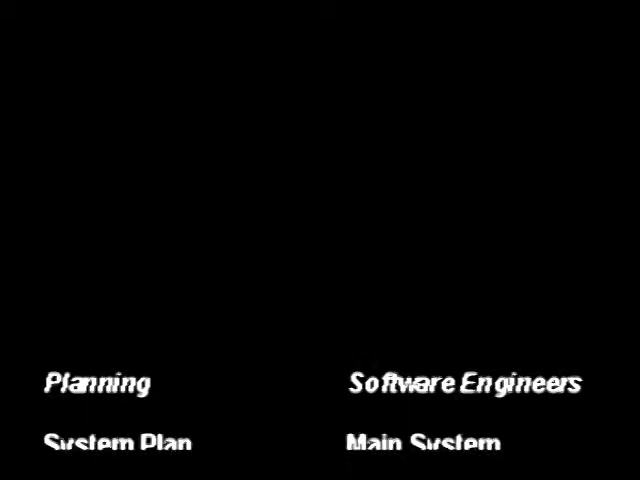 Planning
Software Engineers
System Plan
Main System